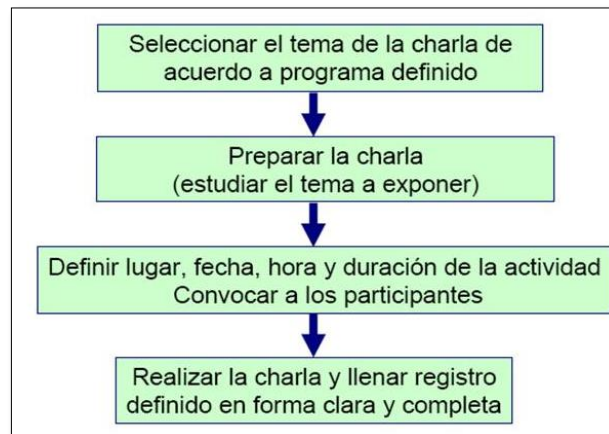 Seleccionar el tema de la charla de
acuerdo a programa definido
Preparar la charla
(estudiar el tema a exponer)
Definir lugar, fecha, hora y duración de la actividad
Convocar a los participantes
Realizar la charla y llenar registro
definido en forma clara y completa